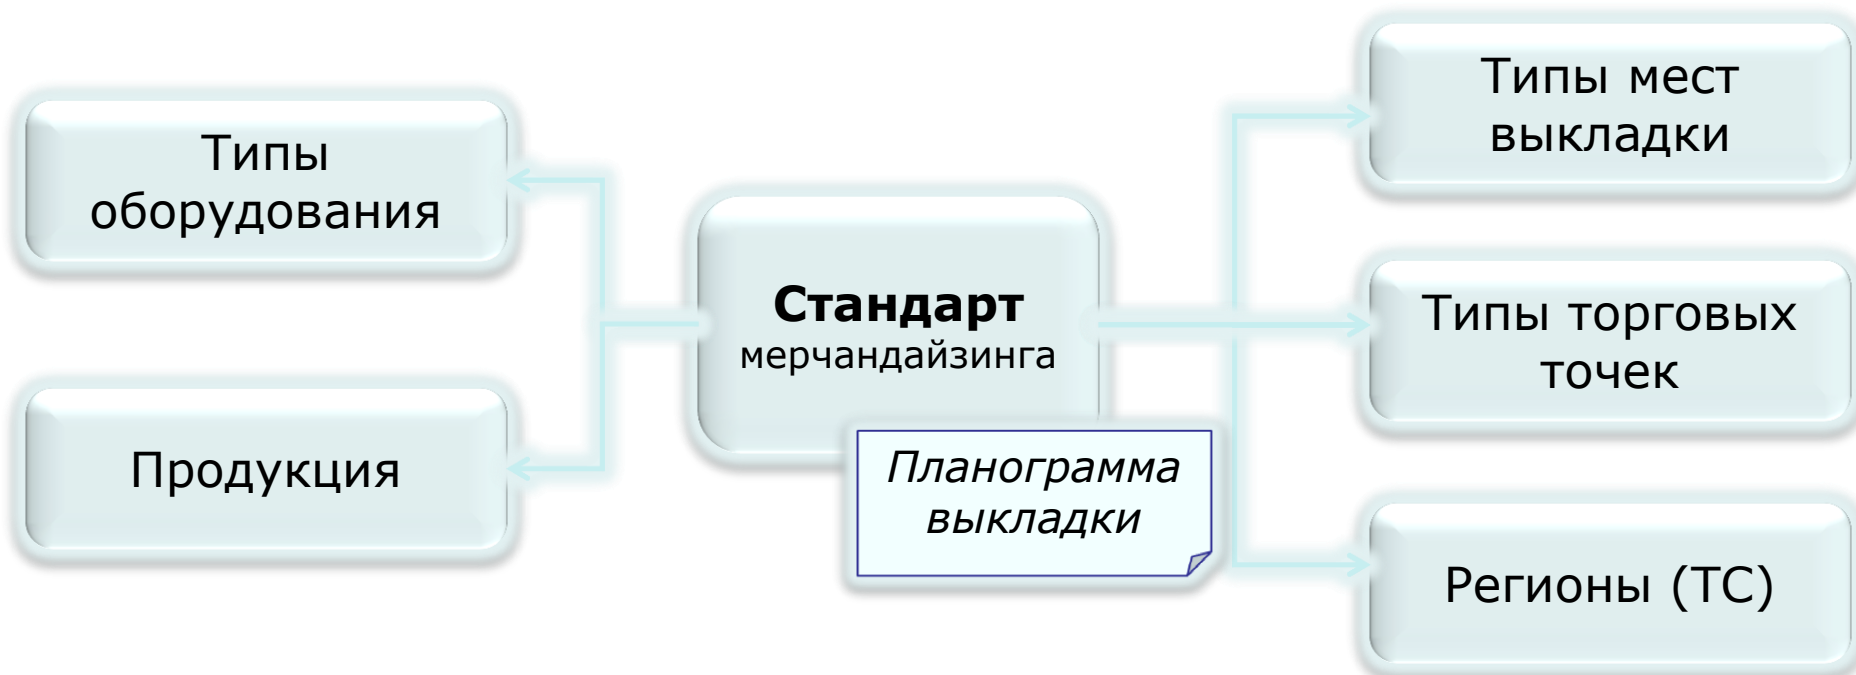 Типы
оборудования
Продукция
Стандарт
мерчандайзинга
Планограмма
выкладки
Типы мест
выкладки
Типы торговых
точек
Регионы (ТС)